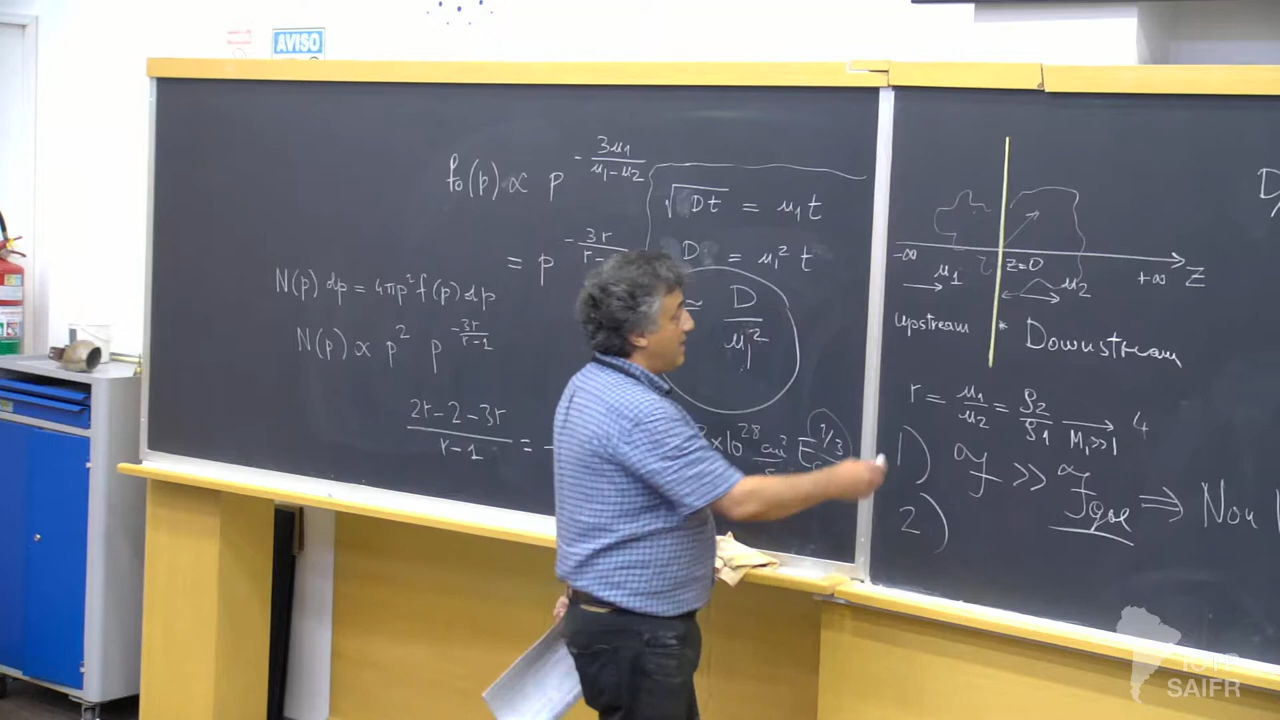 AVISO
f₀(p) ∝ p^{-3u₁/(u₁-u₂)}
= p^{-3r/(r-
N(p) dp = 4πp² f(p) dp
N(p) ∝ p² p^{-3r/(r-1)}
(2r-2-3r)/(r-1) = -
√(Dt) = u₁t
D = u₁² t
≃ D/u₁²
×10²⁸ cm² E^{1/3}
-∞ z=0 +∞ Z
u₁ u₂
upstream Downstream
r = u₁/u₂ = ρ₂/ρ₁ → M₁>>1 4
1) >> ⇒ Non
2)
ICTP
SAIFR